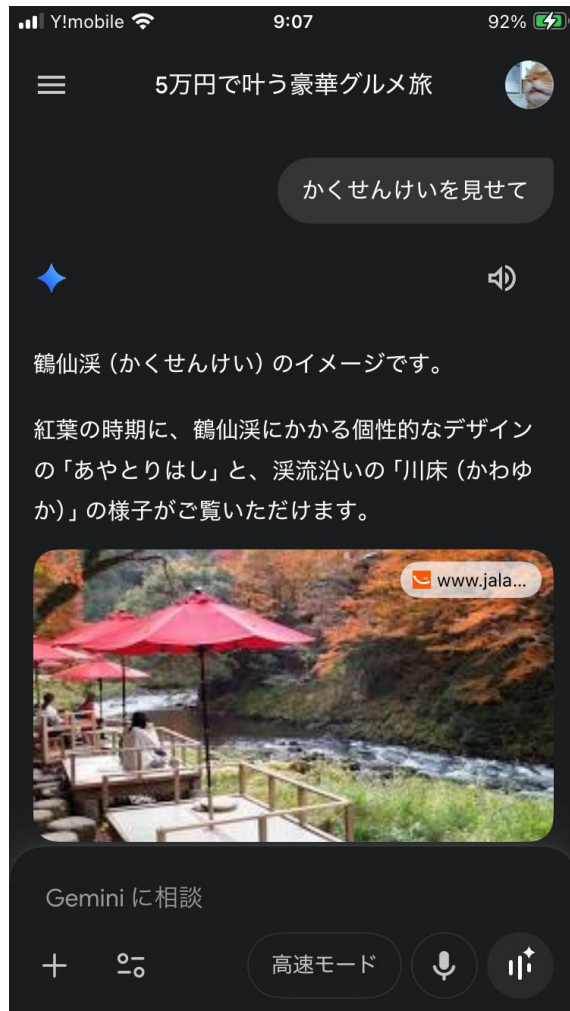 Y!mobile 9:07 92%
5万円で叶う豪華グルメ旅
かくせんけいを見せて
鶴仙渓（かくせんけい）のイメージです。
紅葉の時期に、鶴仙渓にかかる個性的なデザイン
の「あやとりはし」と、渓流沿いの「川床（かわゆ
か）」の様子がご覧いただけます。
www.jala...
Gemini に相談
高速モード